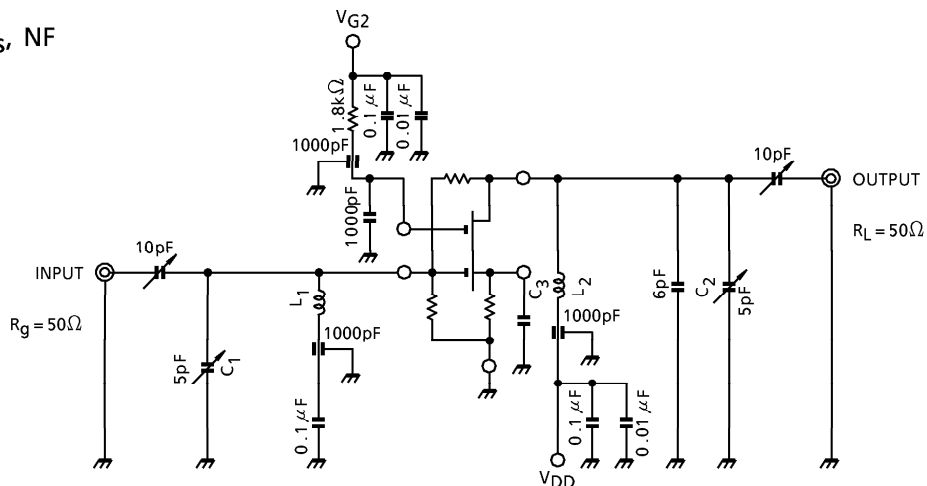 s, NF
VG2
1.8kΩ
0.1 μF
0.01 μF
1000pF
1000pF
10pF
INPUT
Rg = 50Ω
5pF
C1
L1
1000pF
0.1 μF
C3
L2
1000pF
0.1 μF
0.01 μF
VDD
6pF
C2
5pF
10pF
OUTPUT
RL = 50Ω